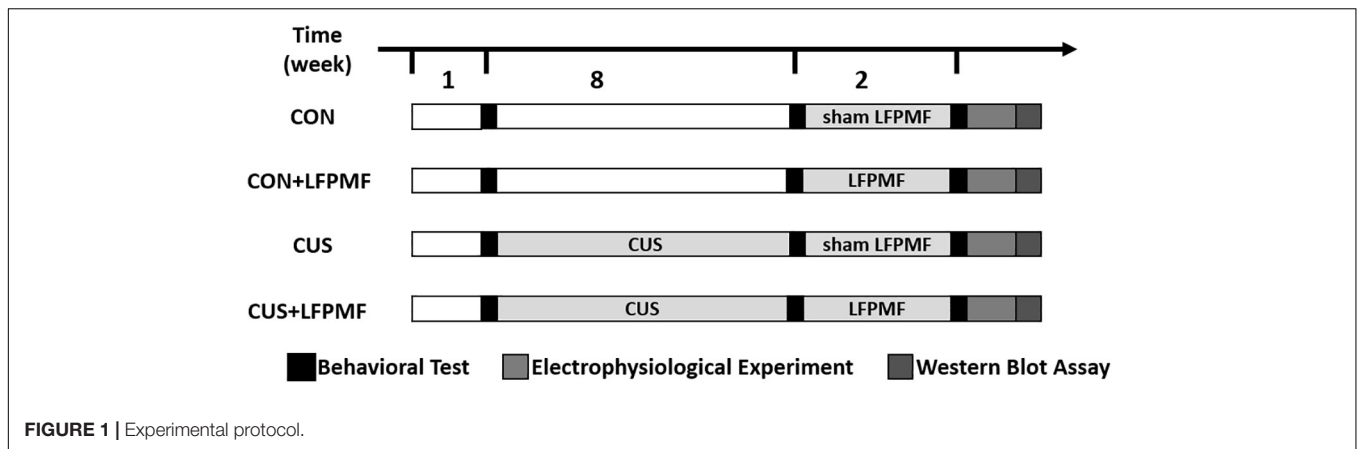 Time
(week)
1 8 2
CON sham LFPMF
CON+LFPMF LFPMF
CUS CUS sham LFPMF
CUS+LFPMF CUS LFPMF
Behavioral Test Electrophysiological Experiment Western Blot Assay
FIGURE 1 | Experimental protocol.